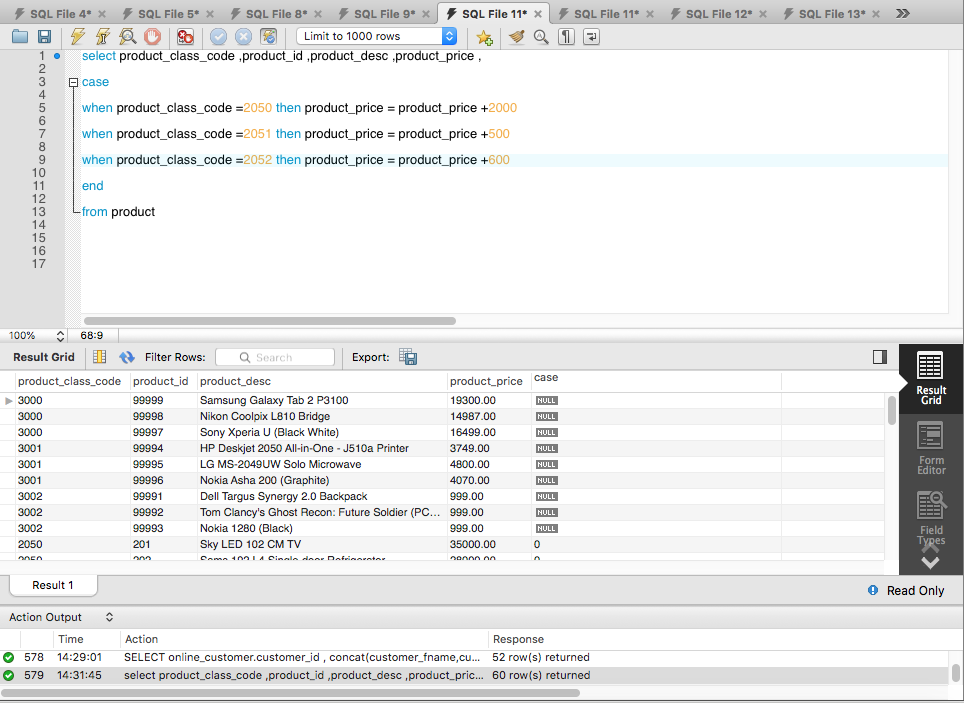 SQL File 4* SQL File 5* SQL File 8* SQL File 9* SQL File 11* SQL File 11* SQL File 12* SQL File 13*
Limit to 1000 rows
1 select product_class_code ,product_id ,product_desc ,product_price ,
2
3 case
4
5 when product_class_code =2050 then product_price = product_price +2000
6
7 when product_class_code =2051 then product_price = product_price +500
8
9 when product_class_code =2052 then product_price = product_price +600
10
11 end
12
13 from product
14
15
16
17
100% 68:9
Result Grid Filter Rows: Search Export:
product_class_code product_id product_desc product_price case
3000 99999 Samsung Galaxy Tab 2 P3100 19300.00 NULL
3000 99998 Nikon Coolpix L810 Bridge 14987.00 NULL
3000 99997 Sony Xperia U (Black White) 16499.00 NULL
3001 99994 HP Deskjet 2050 All-in-One - J510a Printer 3749.00 NULL
3001 99995 LG MS-2049UW Solo Microwave 4800.00 NULL
3001 99996 Nokia Asha 200 (Graphite) 4070.00 NULL
3002 99991 Dell Targus Synergy 2.0 Backpack 999.00 NULL
3002 99992 Tom Clancy's Ghost Recon: Future Soldier (PC... 999.00 NULL
3002 99993 Nokia 1280 (Black) 999.00 NULL
2050 201 Sky LED 102 CM TV 35000.00 0
Result
Grid
Form
Editor
Field
Types
Result 1
Read Only
Action Output
Time Action Response
578 14:29:01 SELECT online_customer.customer_id , concat(customer_fname,cu... 52 row(s) returned
579 14:31:45 select product_class_code ,product_id ,product_desc ,product_pric... 60 row(s) returned